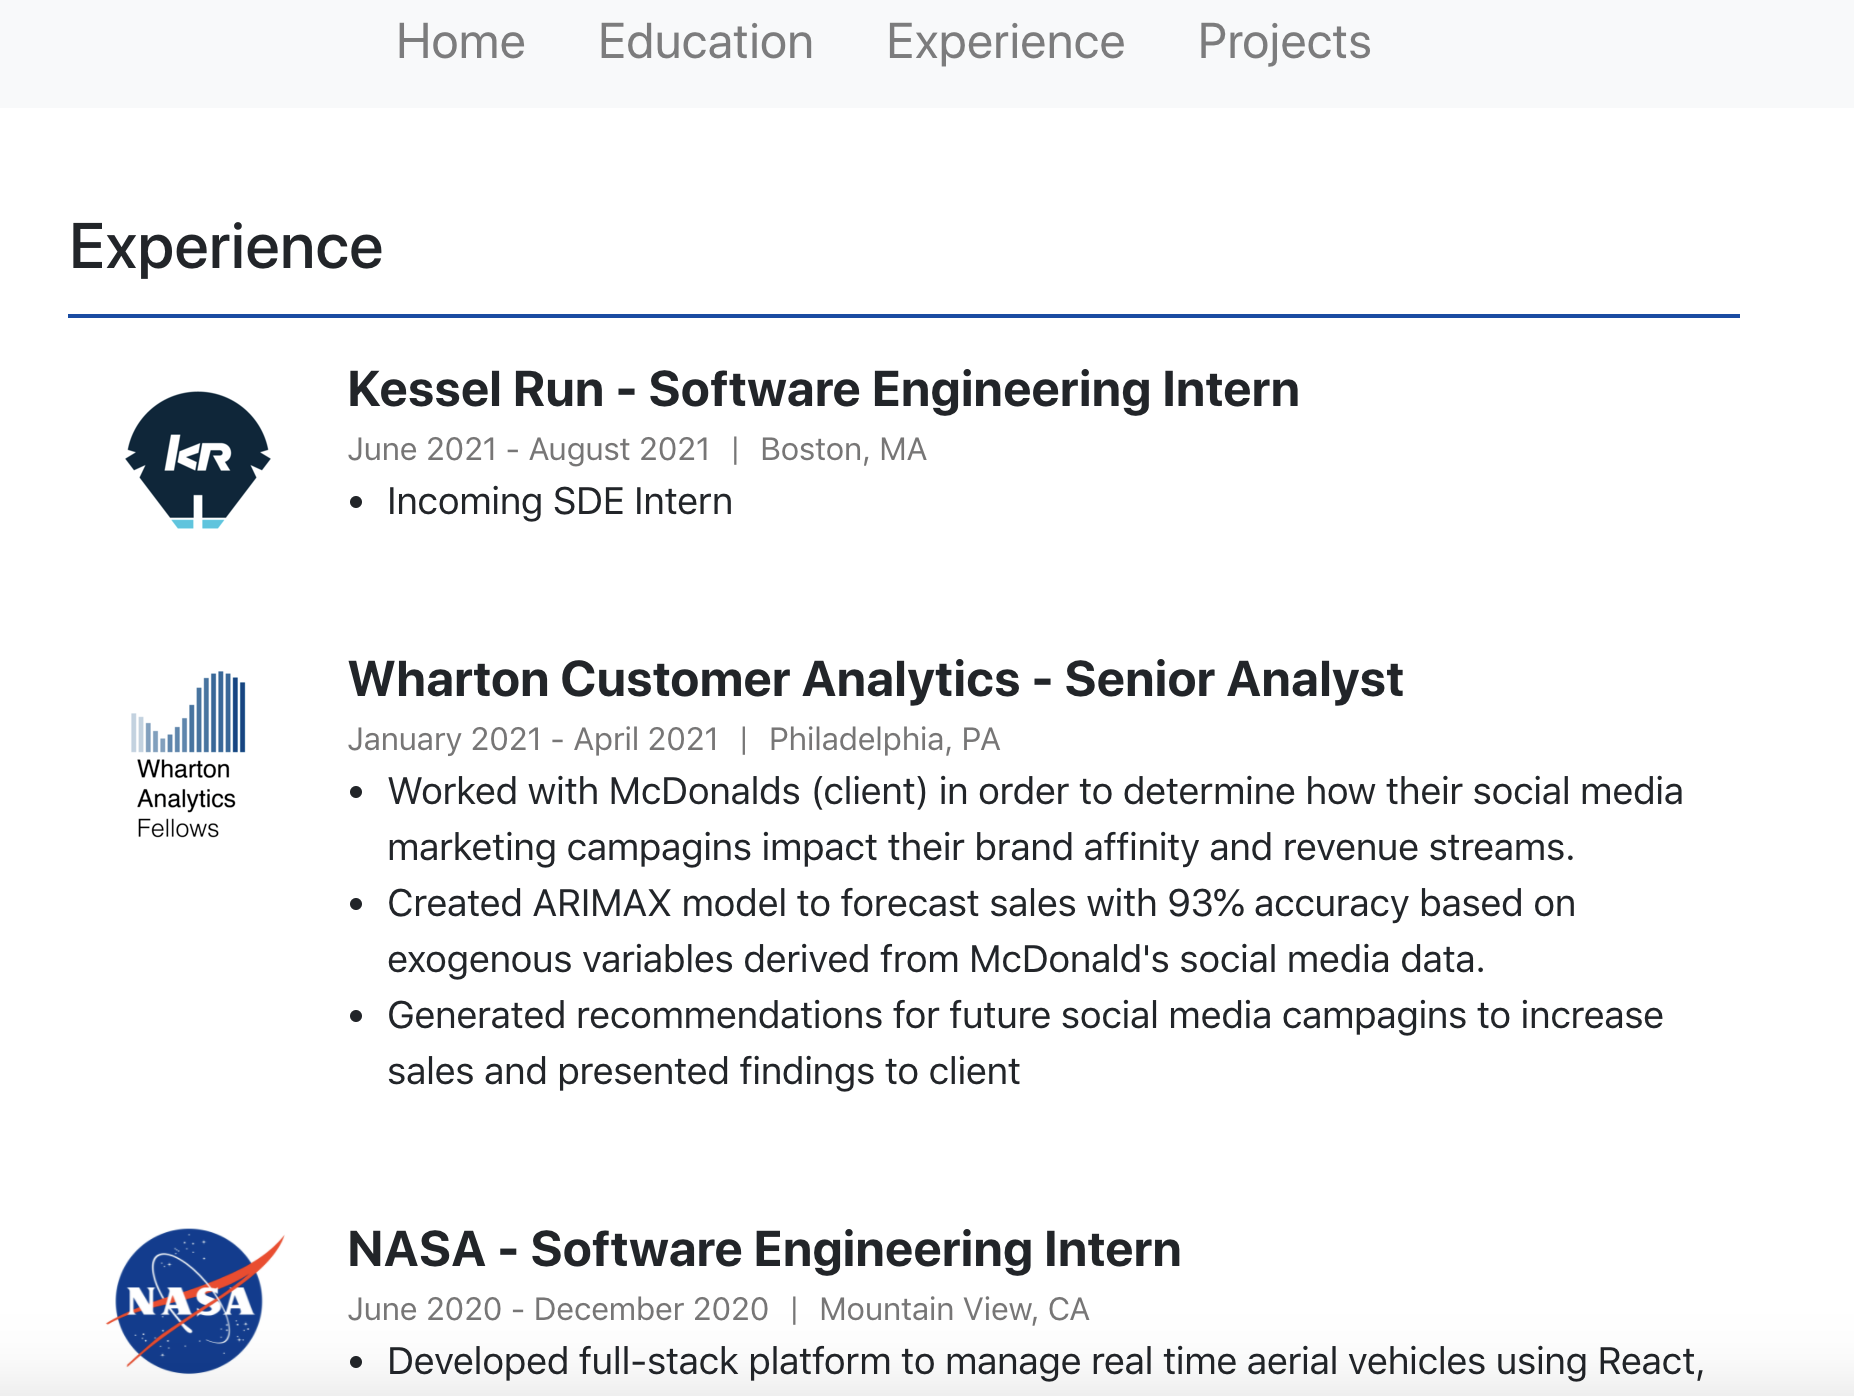 Home Education Experience Projects
Experience
KR
Kessel Run - Software Engineering Intern
June 2021 - August 2021 | Boston, MA
• Incoming SDE Intern
Wharton Customer Analytics - Senior Analyst
January 2021 - April 2021 | Philadelphia, PA
Wharton
Analytics
Fellows
• Worked with McDonalds (client) in order to determine how their social media
marketing campagins impact their brand affinity and revenue streams.
• Created ARIMAX model to forecast sales with 93% accuracy based on
exogenous variables derived from McDonald's social media data.
• Generated recommendations for future social media campagins to increase
sales and presented findings to client
NASA
NASA - Software Engineering Intern
June 2020 - December 2020 | Mountain View, CA
• Developed full-stack platform to manage real time aerial vehicles using React,